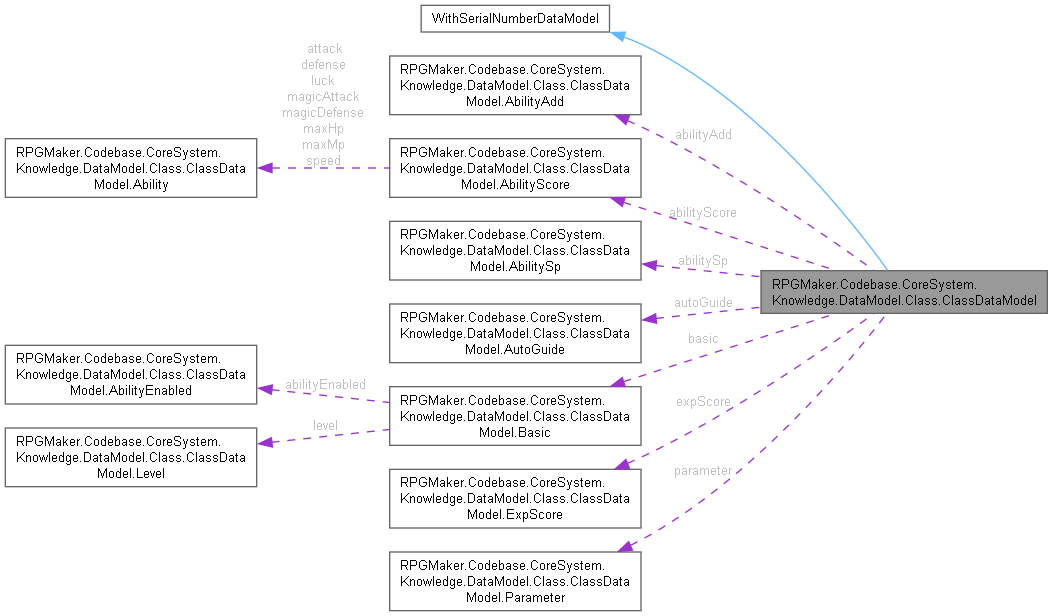 WithSerialNumberDataModel
attack
defense
luck
magicAttack
magicDefense
maxHp
maxMp
speed
RPGMaker.Codebase.CoreSystem.
Knowledge.DataModel.Class.ClassData
Model.AbilityAdd
abilityAdd
RPGMaker.Codebase.CoreSystem.
Knowledge.DataModel.Class.ClassData
Model.Ability
RPGMaker.Codebase.CoreSystem.
Knowledge.DataModel.Class.ClassData
Model.AbilityScore
abilityScore
RPGMaker.Codebase.CoreSystem.
Knowledge.DataModel.Class.ClassData
Model.AbilitySp
abilitySp
RPGMaker.Codebase.CoreSystem.
Knowledge.DataModel.Class.ClassDataModel
RPGMaker.Codebase.CoreSystem.
Knowledge.DataModel.Class.ClassData
Model.AutoGuide
autoGuide
basic
RPGMaker.Codebase.CoreSystem.
Knowledge.DataModel.Class.ClassData
Model.AbilityEnabled
abilityEnabled
RPGMaker.Codebase.CoreSystem.
Knowledge.DataModel.Class.ClassData
Model.Basic
expScore
level
RPGMaker.Codebase.CoreSystem.
Knowledge.DataModel.Class.ClassData
Model.Level
RPGMaker.Codebase.CoreSystem.
Knowledge.DataModel.Class.ClassData
Model.ExpScore
parameter
RPGMaker.Codebase.CoreSystem.
Knowledge.DataModel.Class.ClassData
Model.Parameter